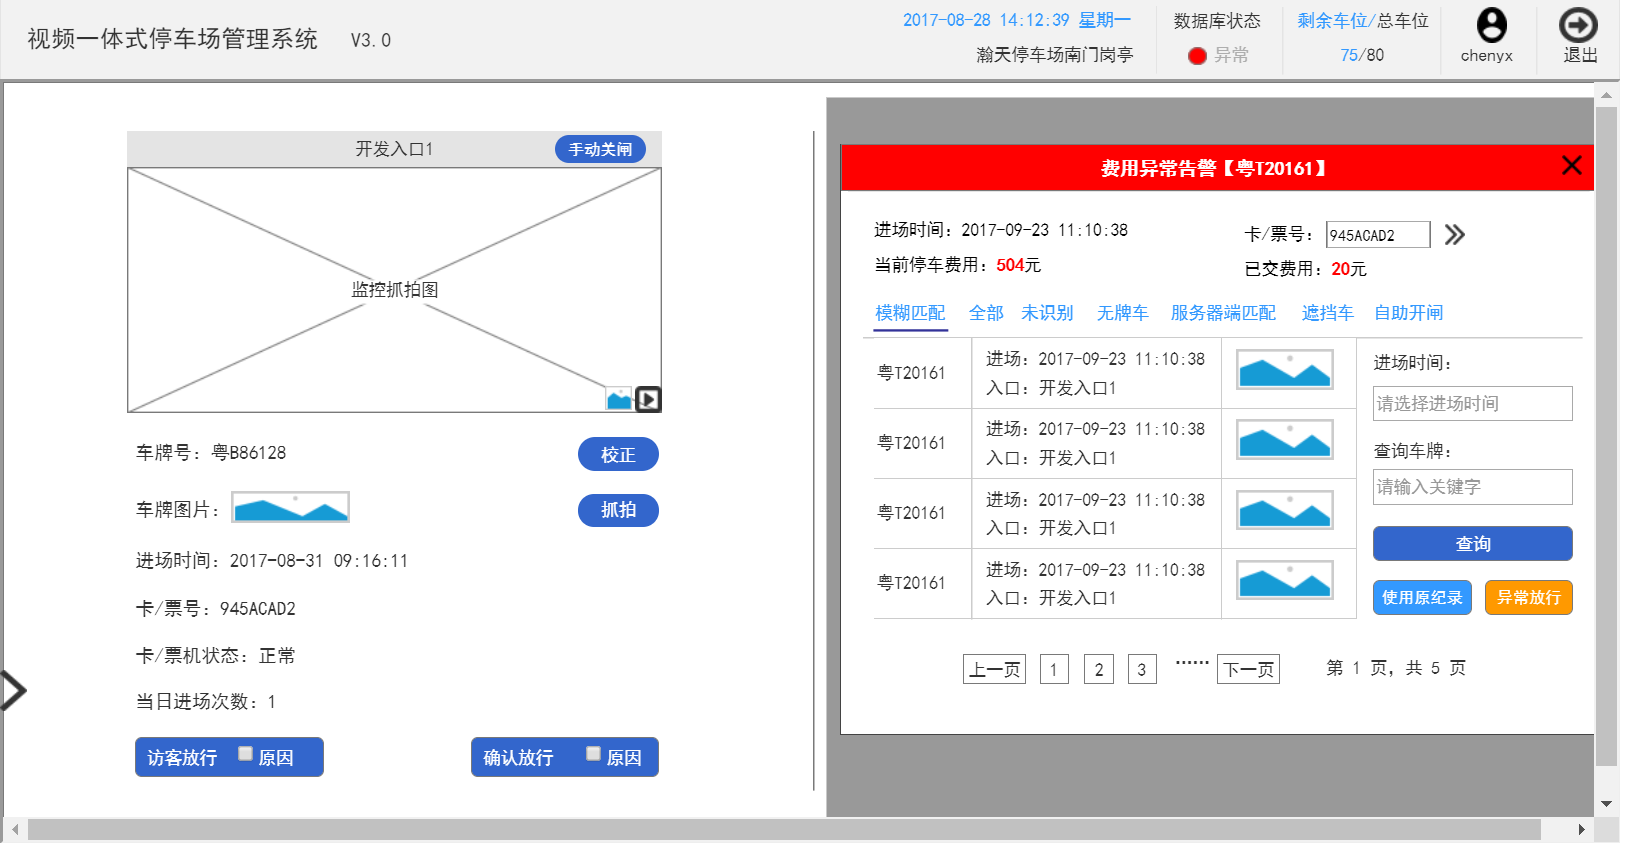 视频一体式停车场管理系统 V3.0
2017-08-28 14:12:39 星期一
瀚天停车场南门岗亭
数据库状态
异常
剩余车位/总车位
75/80
chenyx
退出
开发入口1
手动关闸
监控抓拍图
车牌号：粤B86128
校正
车牌图片：
抓拍
进场时间：2017-08-31 09:16:11
卡/票号：945ACAD2
卡/票机状态：正常
当日进场次数：1
访客放行 原因
确认放行 原因
费用异常告警【粤T20161】
进场时间：2017-09-23 11:10:38
卡/票号：945ACAD2
当前停车费用：504元
已交费用：20元
模糊匹配 全部 未识别 无牌车 服务器端匹配 遮挡车 自助开闸
粤T20161
进场：2017-09-23 11:10:38
入口：开发入口1
粤T20161
进场：2017-09-23 11:10:38
入口：开发入口1
粤T20161
进场：2017-09-23 11:10:38
入口：开发入口1
粤T20161
进场：2017-09-23 11:10:38
入口：开发入口1
进场时间：
请选择进场时间
查询车牌：
请输入关键字
查询
使用原纪录
异常放行
上一页 1 2 3 ······ 下一页 第 1 页，共 5 页